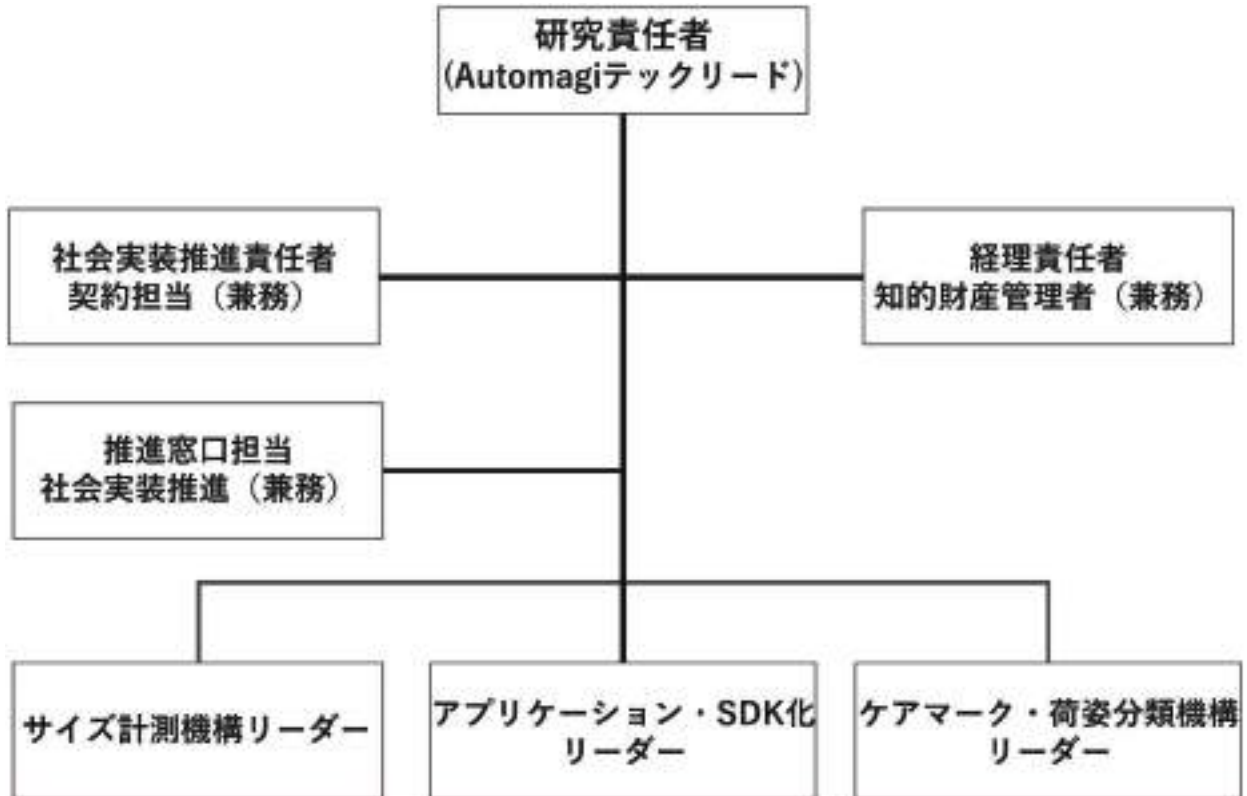 研究責任者
(Automagiテックリード)
社会実装推進責任者
契約担当（兼務）
経理責任者
知的財産管理者（兼務）
推進窓口担当
社会実装推進（兼務）
サイズ計測機構リーダー
アプリケーション・SDK化
リーダー
ケアマーク・荷姿分類機構
リーダー